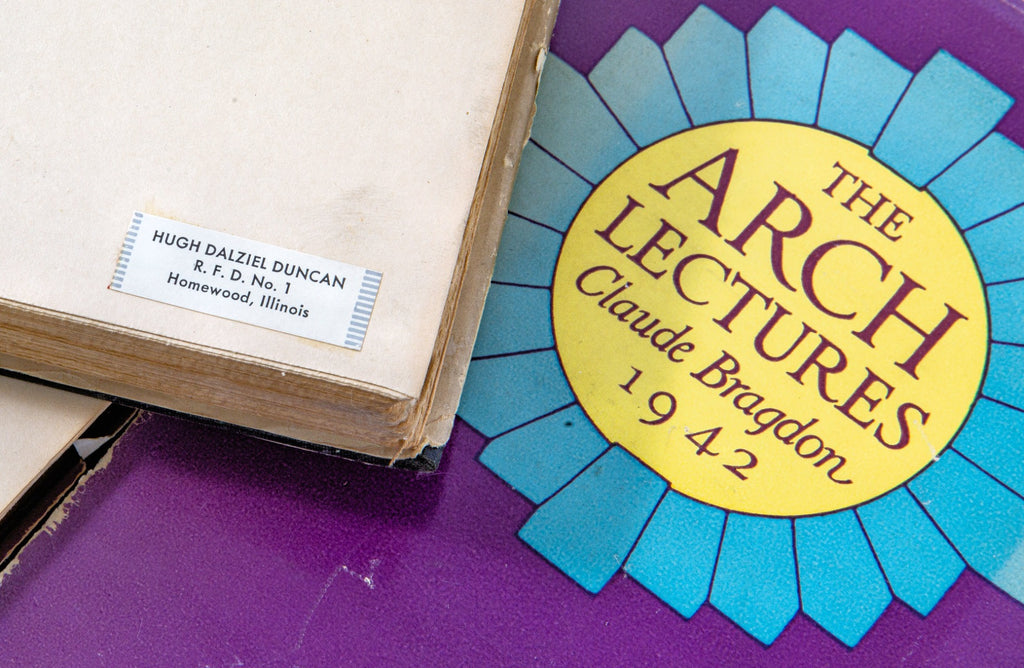 HUGH DALZIEL DUNCAN
R. F. D. No. 1
Homewood, Illinois
THE
ARCH
LECTURES
Claude Bragdon
1942